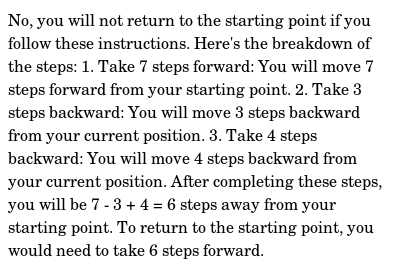 No, you will not return to the starting point if you
follow these instructions. Here's the breakdown of
the steps: 1. Take 7 steps forward: You will move 7
steps forward from your starting point. 2. Take 3
steps backward: You will move 3 steps backward
from your current position. 3. Take 4 steps
backward: You will move 4 steps backward from
your current position. After completing these steps,
you will be 7 - 3 + 4 = 6 steps away from your
starting point. To return to the starting point, you
would need to take 6 steps forward.